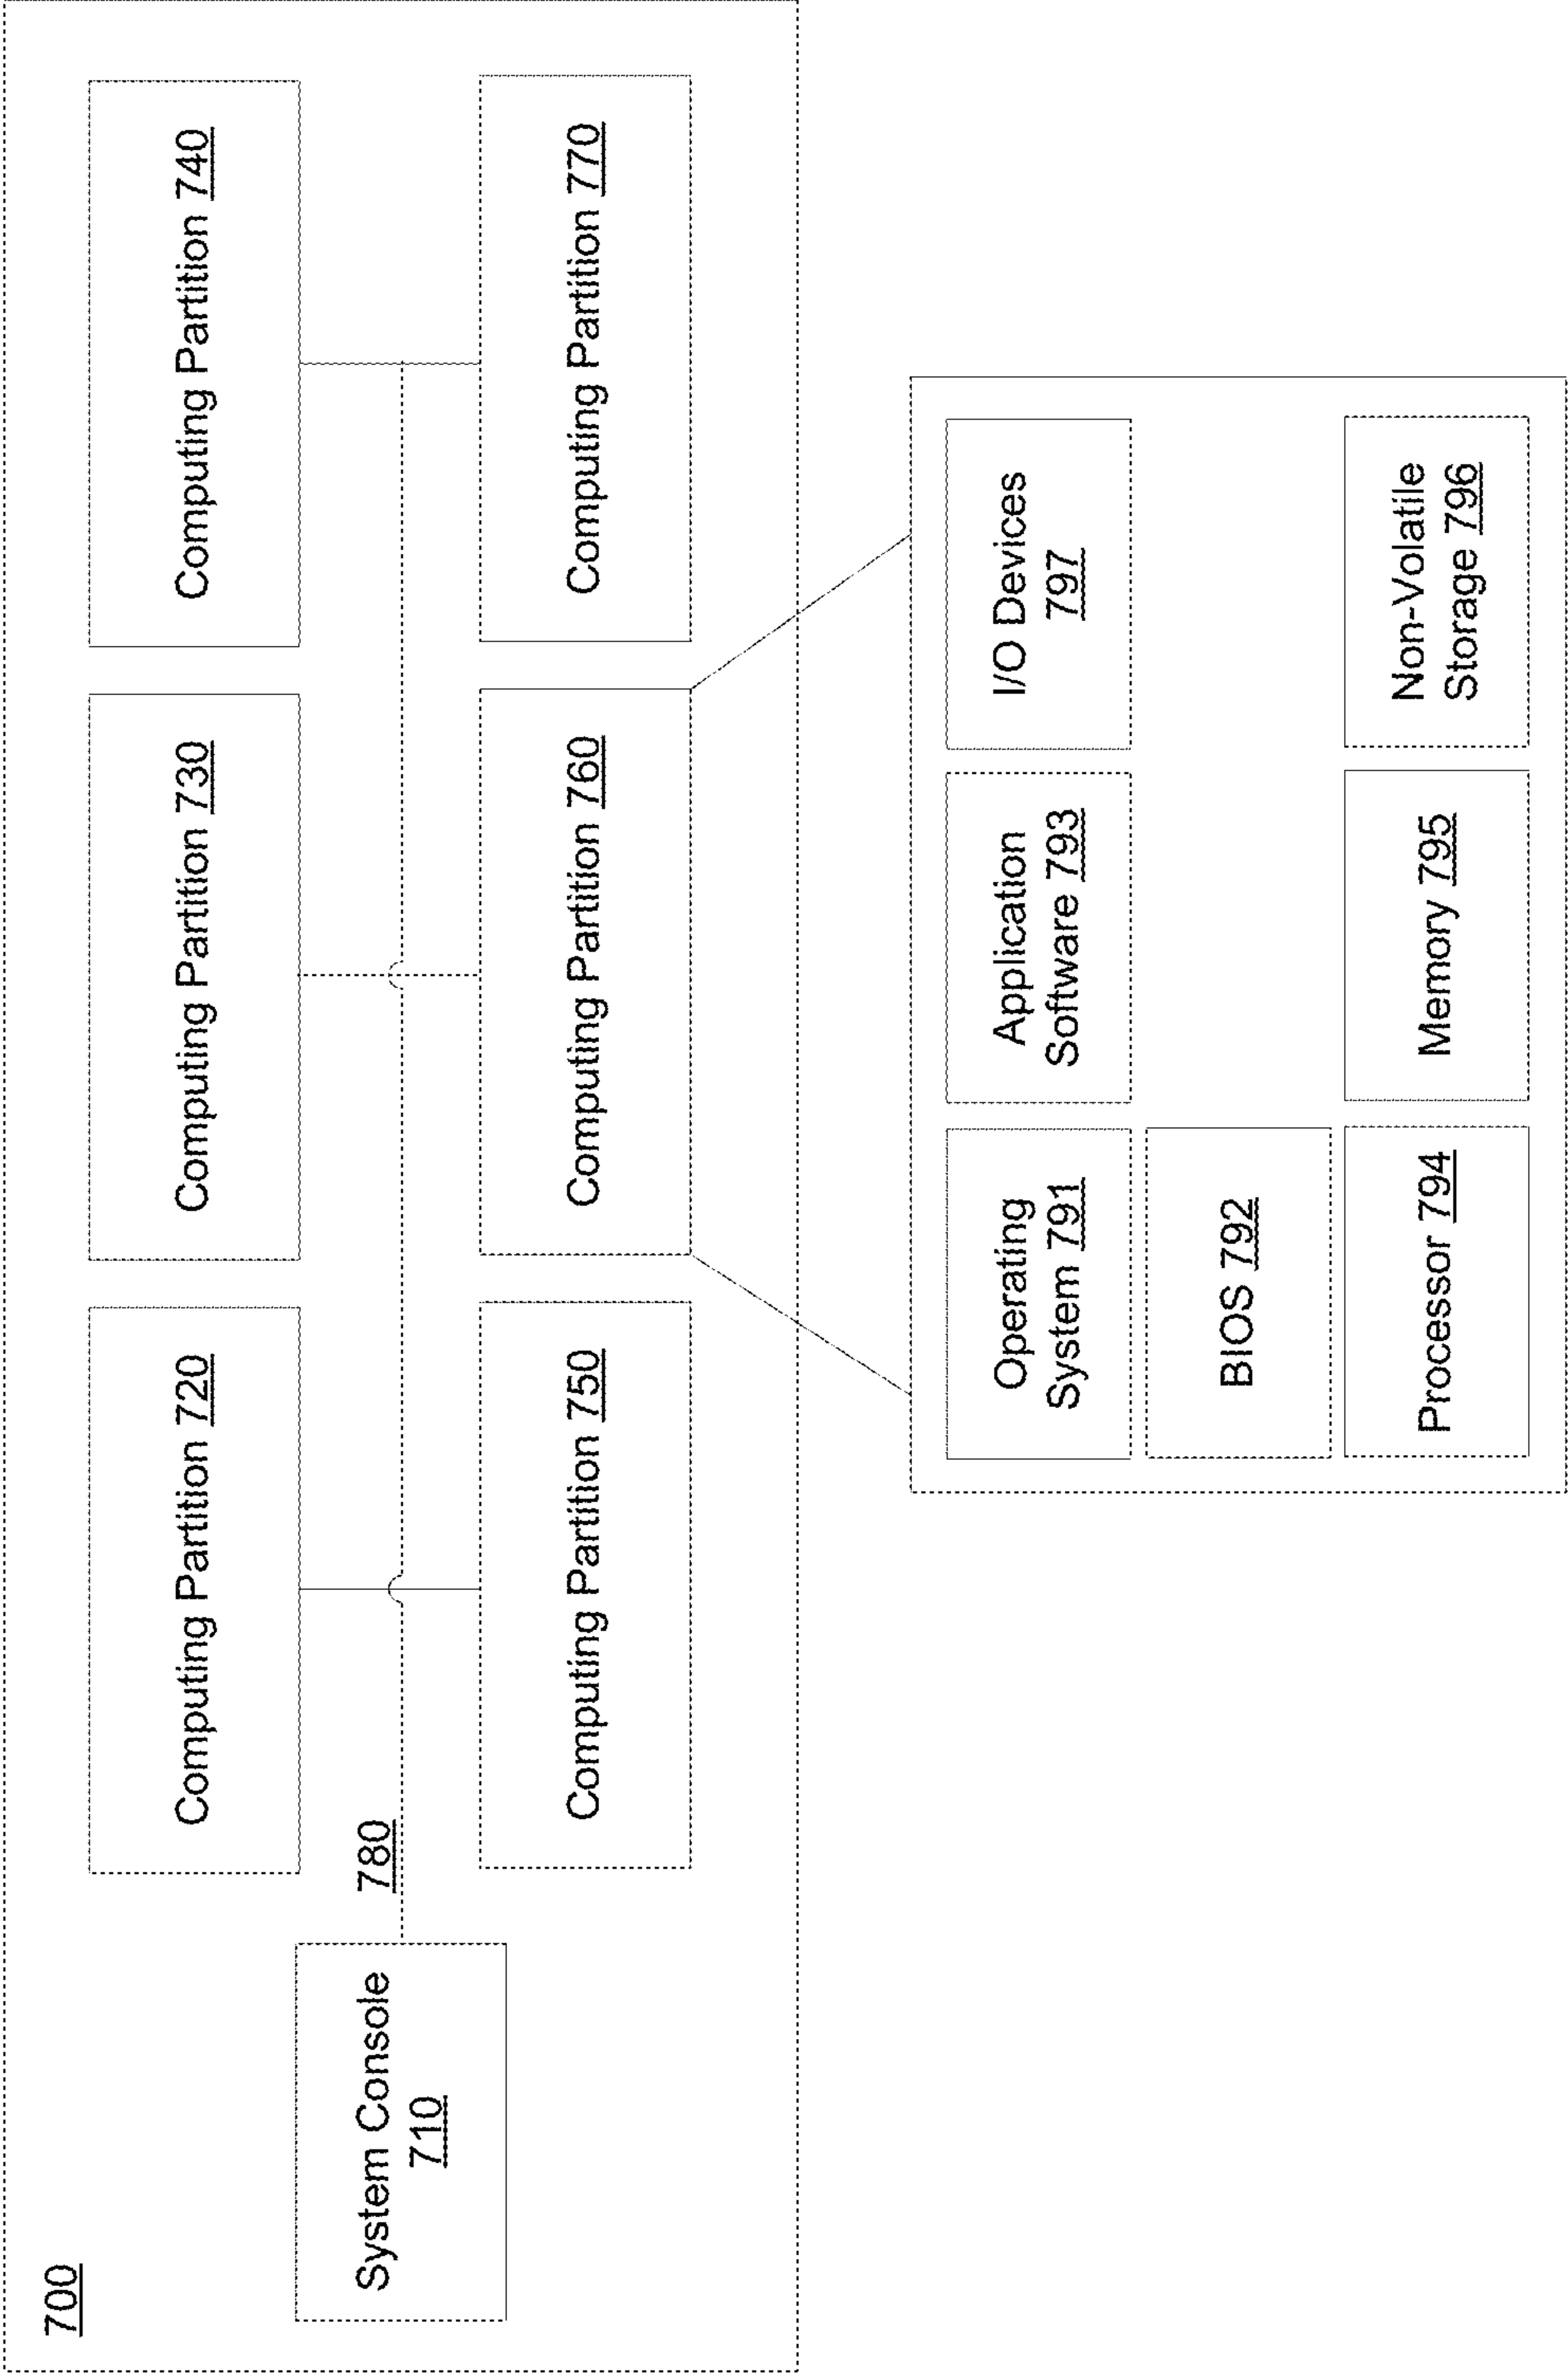 700
Computing Partition 720
Computing Partition 730
Computing Partition 740
System Console
710
780
Computing Partition 750
Computing Partition 760
Computing Partition 770
Operating
System 791
Application
Software 793
I/O Devices
797
BIOS 792
Processor 794
Memory 795
Non-Volatile
Storage 796